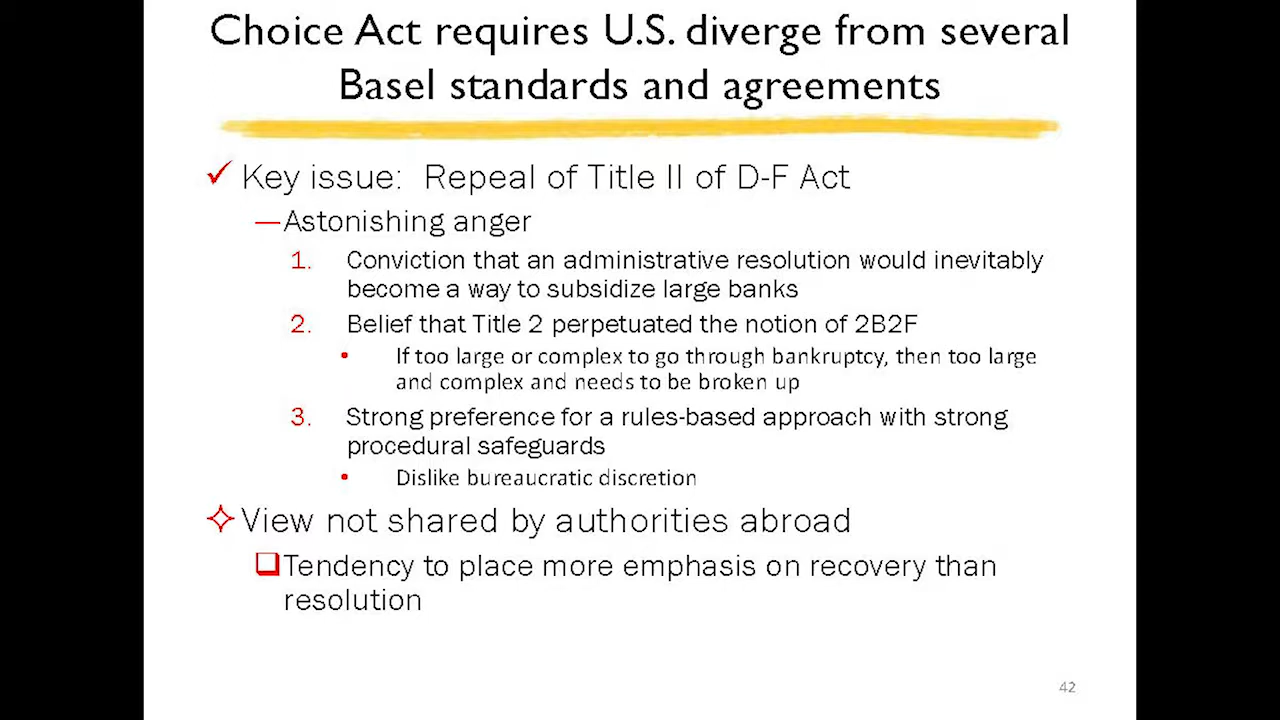 Choice Act requires U.S. diverge from several
Basel standards and agreements
Key issue: Repeal of Title II of D-F Act
—Astonishing anger
1. Conviction that an administrative resolution would inevitably
become a way to subsidize large banks
2. Belief that Title 2 perpetuated the notion of 2B2F
• If too large or complex to go through bankruptcy, then too large
and complex and needs to be broken up
3. Strong preference for a rules-based approach with strong
procedural safeguards
• Dislike bureaucratic discretion
View not shared by authorities abroad
Tendency to place more emphasis on recovery than
resolution
42